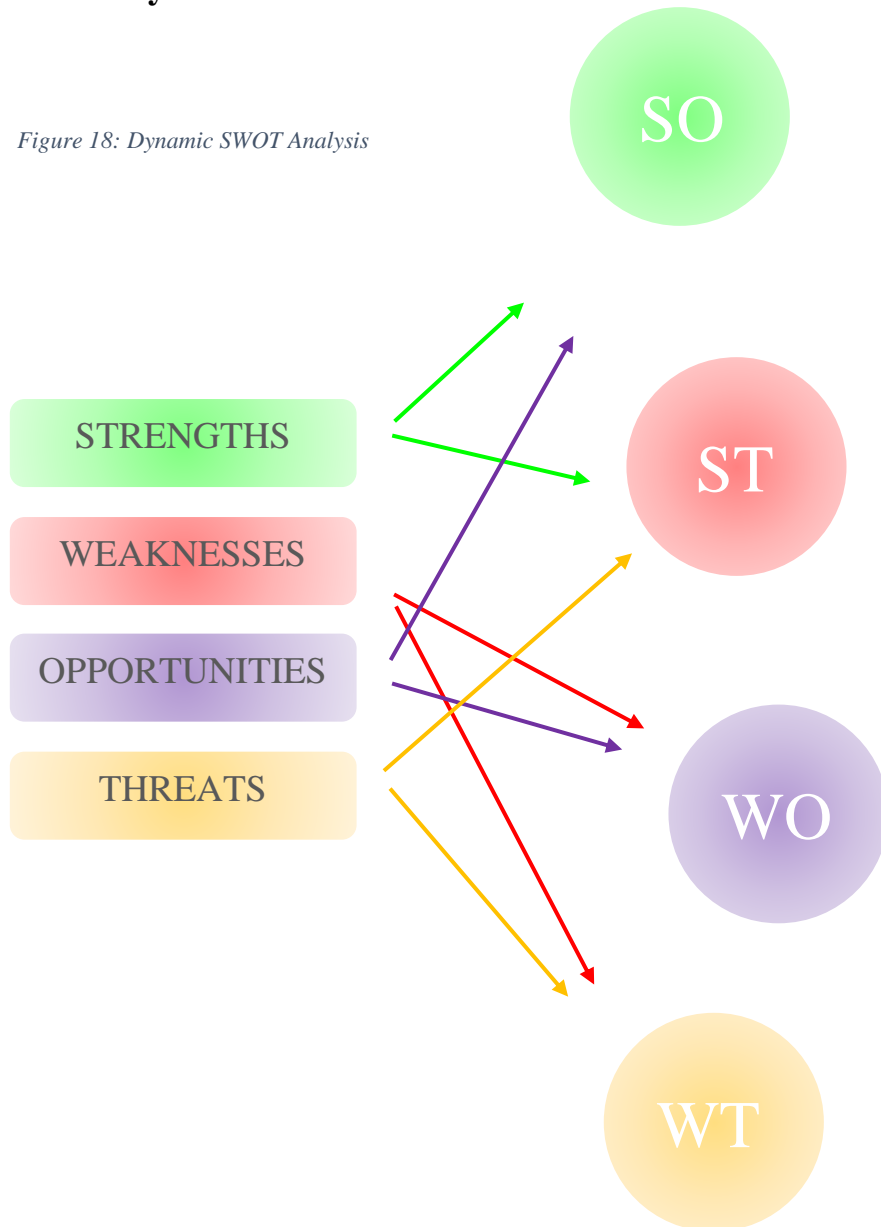 Figure 18: Dynamic SWOT Analysis
SO
STRENGTHS
ST
WEAKNESSES
OPPORTUNITIES
THREATS
WO
WT